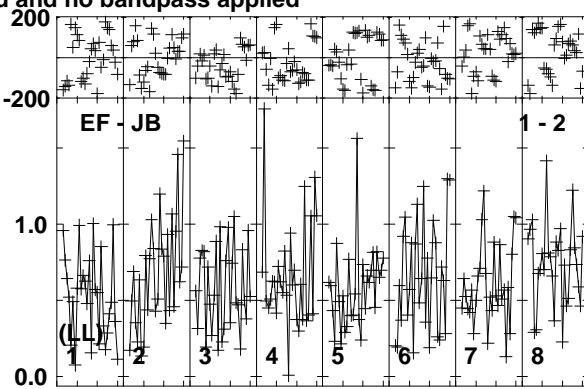 d and no bandpass applied
200
-200
EF - JB 1 - 2
1.0
(LL)
1 2 3 4 5 6 7 8
0.0